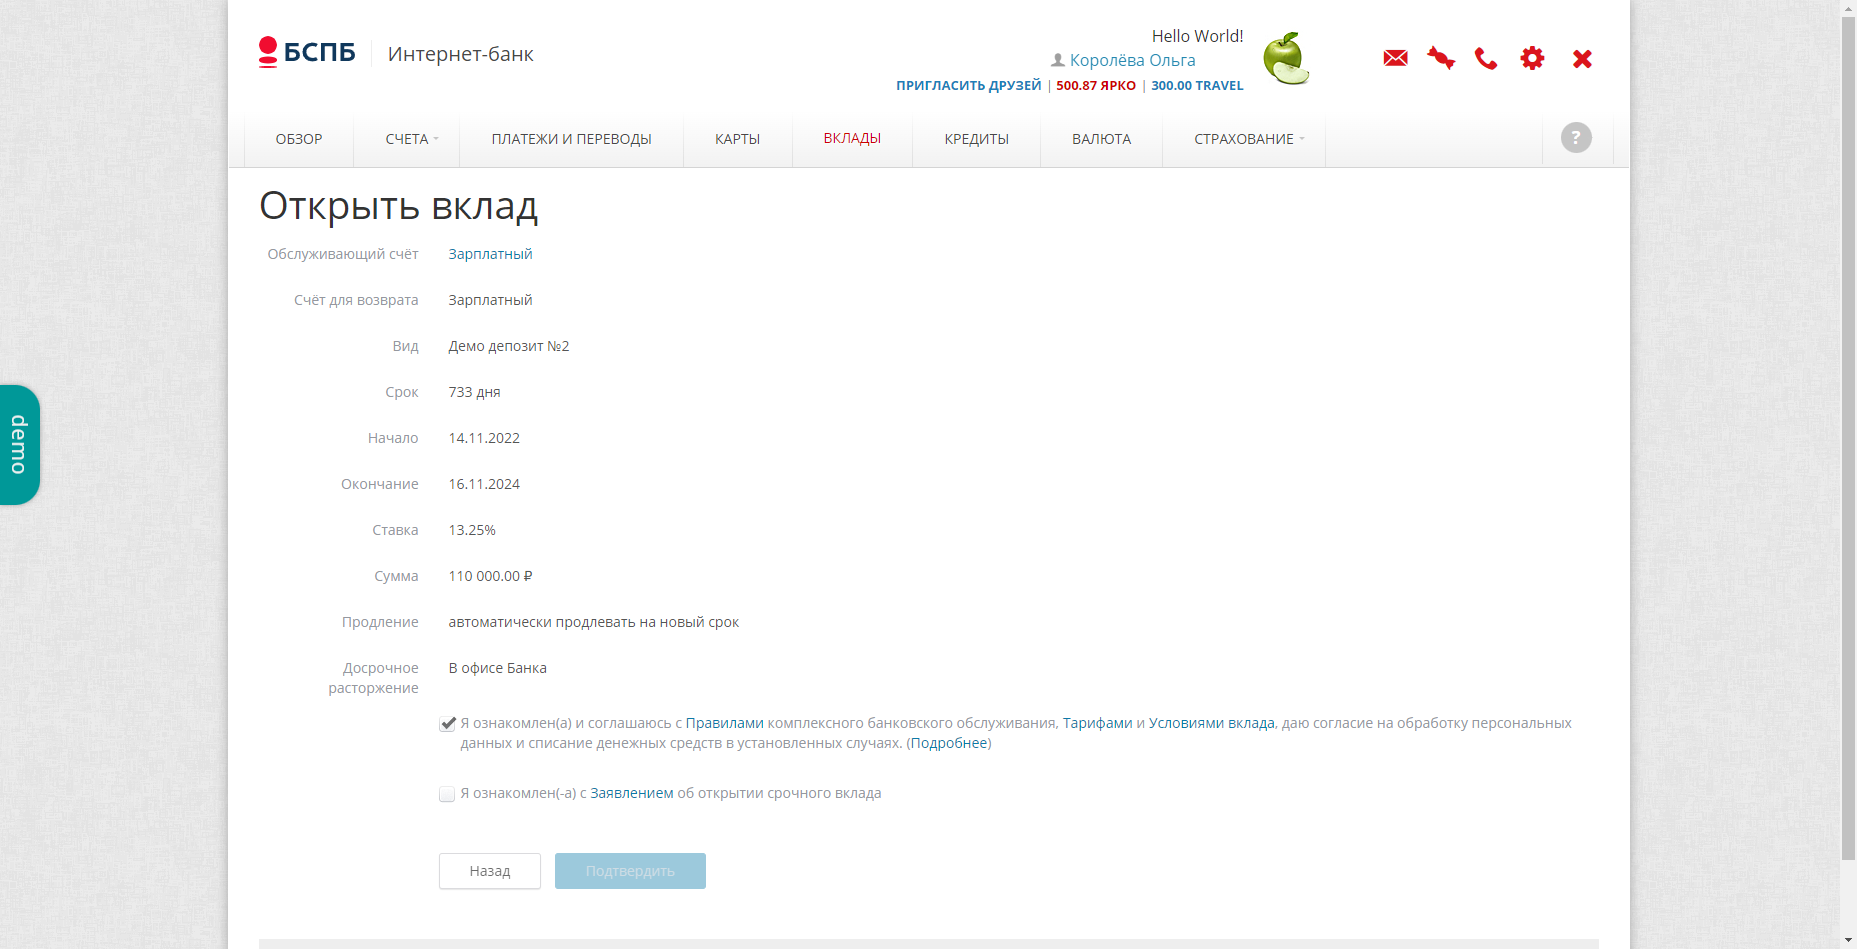 БСПБ
Интернет-банк
Hello World!
Королёва Ольга
ПРИГЛАСИТЬ ДРУЗЕЙ | 500.87 ЯРКО | 300.00 TRAVEL
ОБЗОР СЧЕТА ПЛАТЕЖИ И ПЕРЕВОДЫ КАРТЫ ВКЛАДЫ КРЕДИТЫ ВАЛЮТА СТРАХОВАНИЕ ?
Открыть вклад
Обслуживающий счёт Зарплатный
Счёт для возврата Зарплатный
Вид Демо депозит №2
Срок 733 дня
Начало 14.11.2022
demo
Окончание 16.11.2024
Ставка 13.25%
Сумма 110 000.00 ₽
Продление автоматически продлевать на новый срок
Досрочное В офисе Банка
расторжение
Я ознакомлен(а) и соглашаюсь с Правилами комплексного банковского обслуживания, Тарифами и Условиями вклада, даю согласие на обработку персональных
данных и списание денежных средств в установленных случаях. (Подробнее)
Я ознакомлен(-а) с Заявлением об открытии срочного вклада
Назад Подтвердить